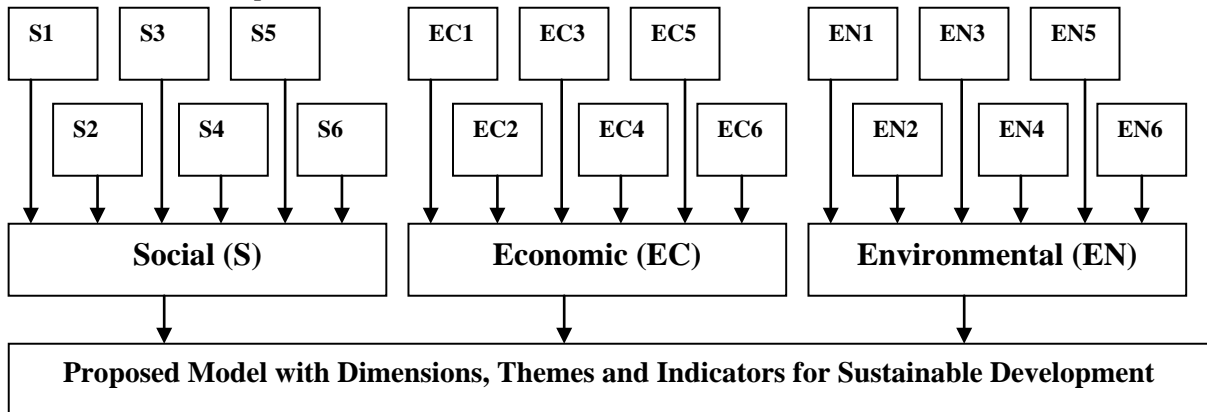 S1 S3 S5 EC1 EC3 EC5 EN1 EN3 EN5
S2 S4 S6 EC2 EC4 EC6 EN2 EN4 EN6
Social (S) Economic (EC) Environmental (EN)
Proposed Model with Dimensions, Themes and Indicators for Sustainable Development